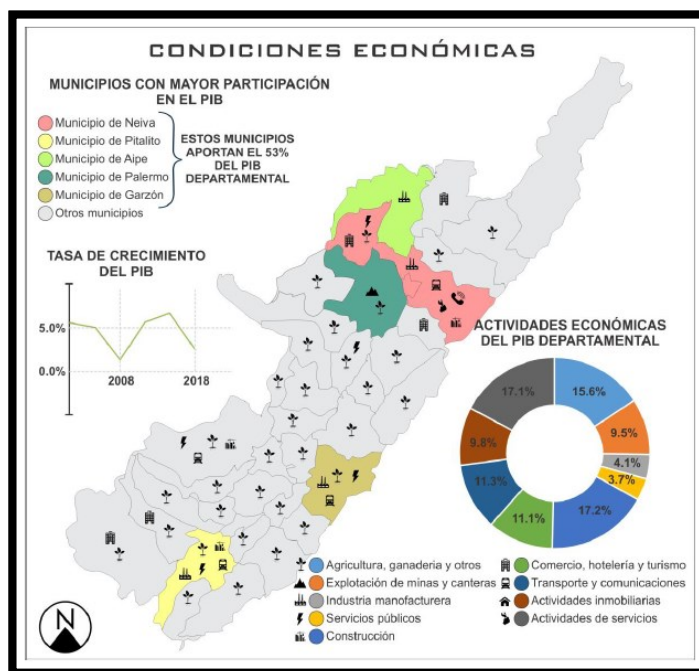 CONDICIONES ECONÓMICAS
MUNICIPIOS CON MAYOR PARTICIPACIÓN
EN EL PIB
Municipio de Neiva
Municipio de Pitalito
Municipio de Aipe
Municipio de Palermo
Municipio de Garzón
Otros municipios
ESTOS MUNICIPIOS
APORTAN EL 53%
DEL PIB
DEPARTAMENTAL
TASA DE CRECIMIENTO
DEL PIB
5.0%
0.0%
2008
2018
ACTIVIDADES ECONÓMICAS
DEL PIB DEPARTAMENTAL
17.1%
15.6%
9.8%
9.5%
4.1%
3.7%
11.3%
11.1%
17.2%
Agricultura, ganaderia y otros
Explotación de minas y canteras
Industria manufacturera
Servicios públicos
Construcción
Comercio, hotelería y turismo
Transporte y comunicaciones
Actividades inmobiliarias
Actividades de servicios
N